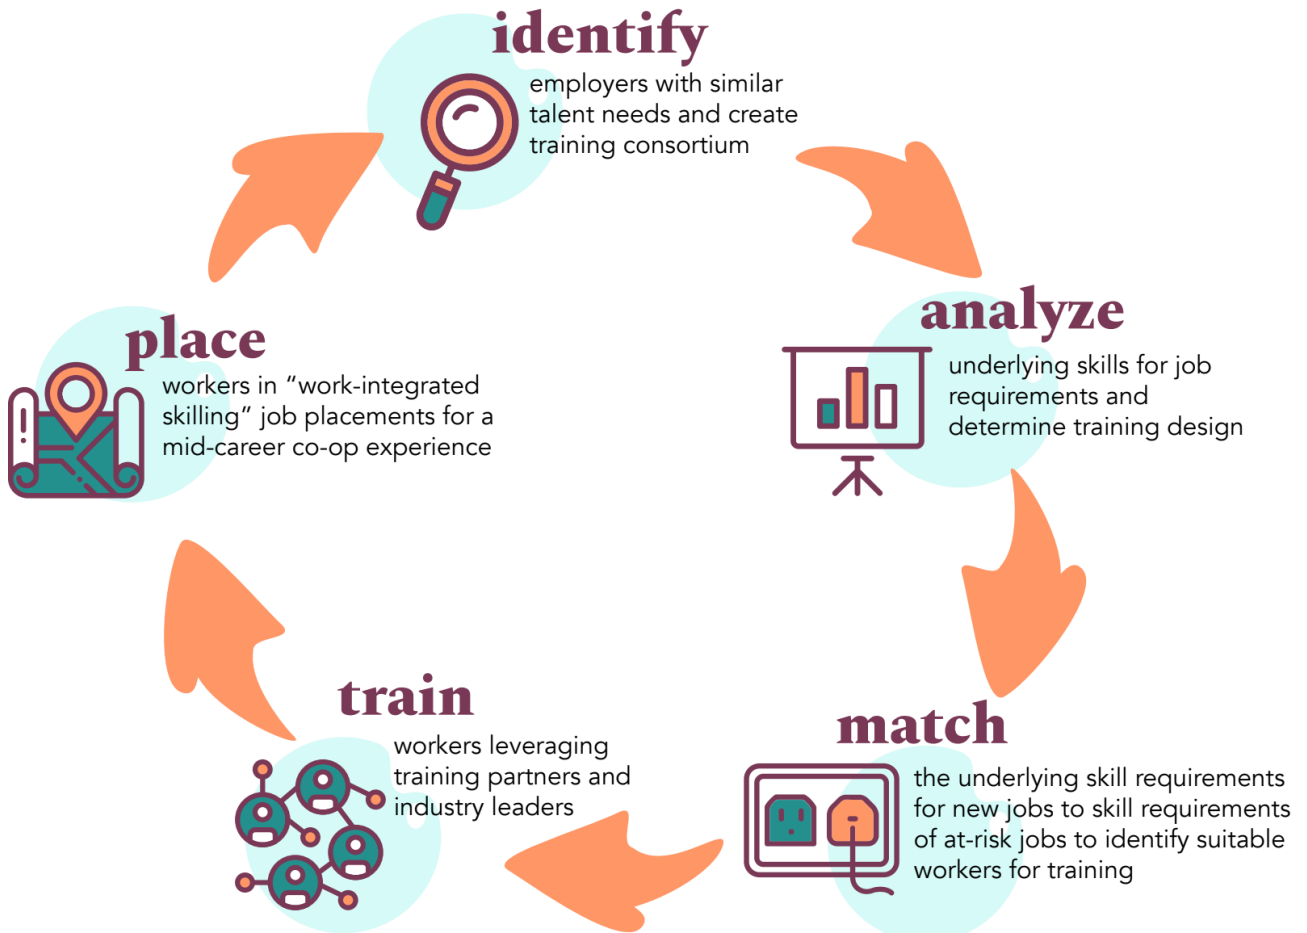 identify
employers with similar
talent needs and create
training consortium
analyze
underlying skills for job
requirements and
determine training design
match
the underlying skill requirements
for new jobs to skill requirements
of at-risk jobs to identify suitable
workers for training
train
workers leveraging
training partners and
industry leaders
place
workers in “work-integrated
skilling” job placements for a
mid-career co-op experience